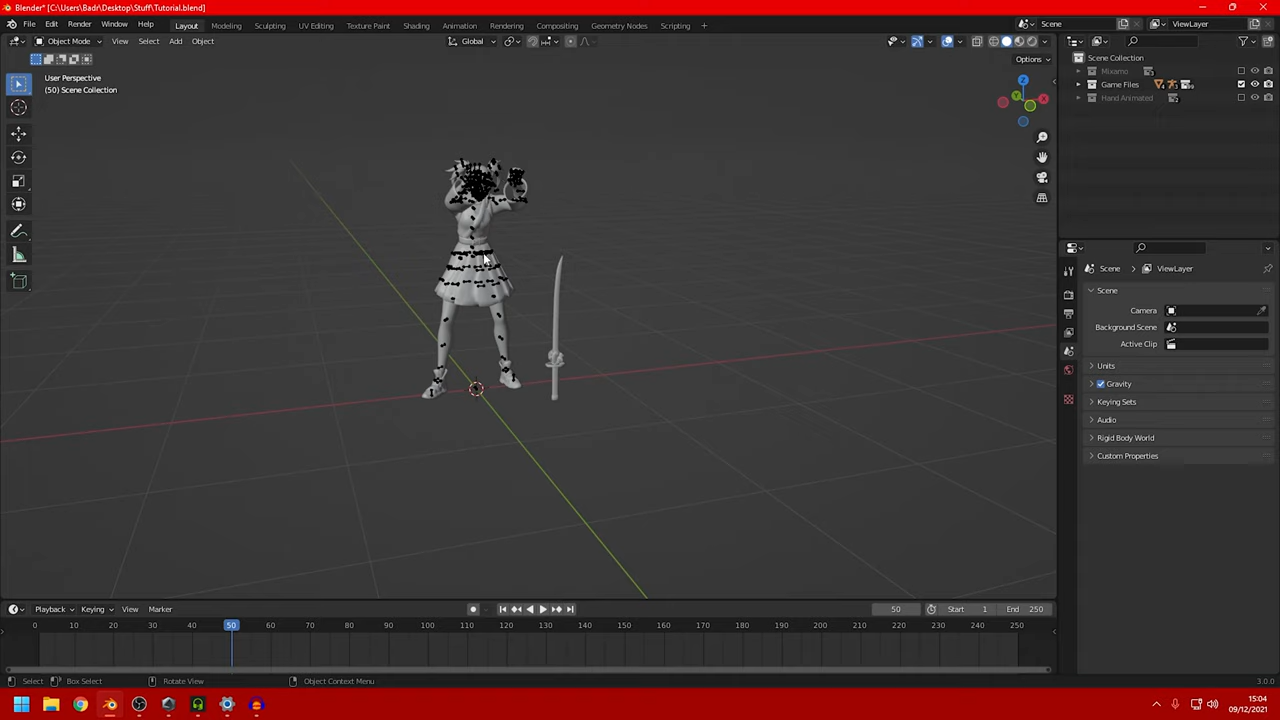 Blender* [C:\Users\Badr\Desktop\Stuff\Tutorial.blend]
File Edit Render Window Help Layout Modeling Sculpting UV Editing Texture Paint Shading Animation Rendering Compositing Geometry Nodes Scripting + Scene ViewLayer
Object Mode View Select Add Object Global
Options
User Perspective
(50) Scene Collection
Scene Collection
Mixamo
Game Files
Hand Animated
Z
Y
X
Scene ViewLayer
Scene
Camera
Background Scene
Active Clip
Units
Gravity
Keying Sets
Audio
Rigid Body World
Custom Properties
Playback Keying View Marker 50 Start 1 End 250
0 10 20 30 40 50 60 70 80 90 100 110 120 130 140 150 160 170 180 190 200 210 220 230 240 250
Select Box Select Rotate View Object Context Menu 3.0.0
15:04
09/12/2021